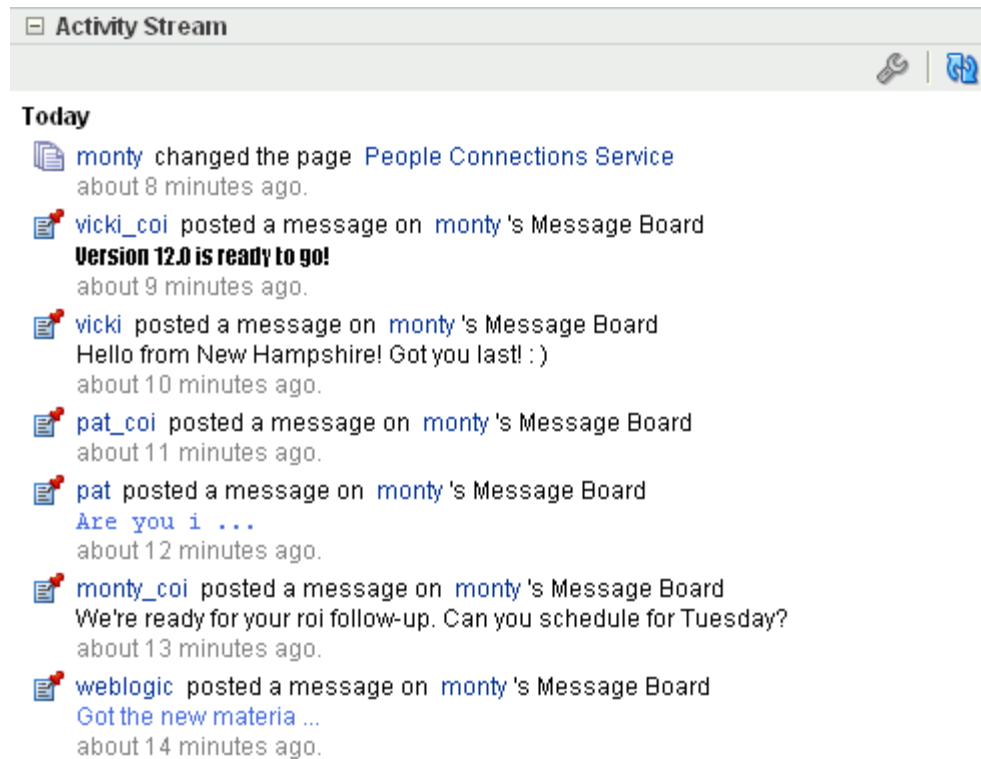 Activity Stream
Today
monty changed the page People Connections Service
about 8 minutes ago.
vicki_coi posted a message on monty 's Message Board
Version 12.0 is ready to go!
about 9 minutes ago.
vicki posted a message on monty 's Message Board
Hello from New Hampshire! Got you last! : )
about 10 minutes ago.
pat_coi posted a message on monty 's Message Board
about 11 minutes ago.
pat posted a message on monty 's Message Board
Are you i ...
about 12 minutes ago.
monty_coi posted a message on monty 's Message Board
We're ready for your roi follow-up. Can you schedule for Tuesday?
about 13 minutes ago.
weblogic posted a message on monty 's Message Board
Got the new materia ...
about 14 minutes ago.